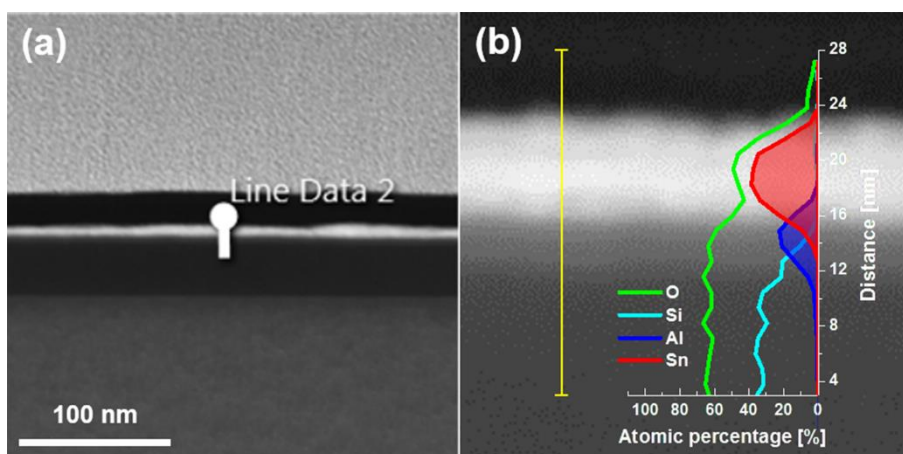 (a)
Line Data 2
100 nm
(b)
28
24
20
16
12
8
4
Distance [nm]
O
Si
Al
Sn
100 80 60 40 20 0
Atomic percentage [%]